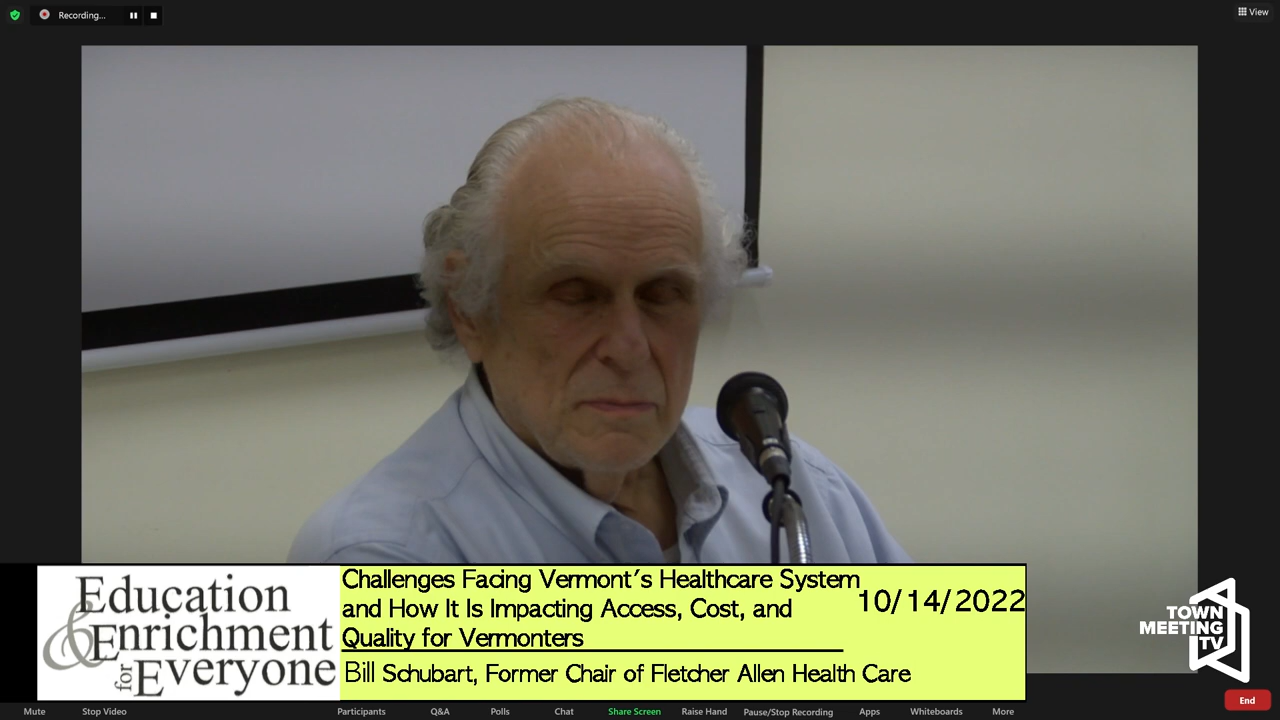 Recording...
View
Education
& Enrichment
for Everyone
Challenges Facing Vermont's Healthcare System
and How It Is Impacting Access, Cost, and
Quality for Vermonters
10/14/2022
Bill Schubart, Former Chair of Fletcher Allen Health Care
TOWN
MEETING
TV
End
Mute
Stop Video
Participants
Q&A
Polls
Chat
Share Screen
Raise Hand
Pause/Stop Recording
Apps
Whiteboards
More